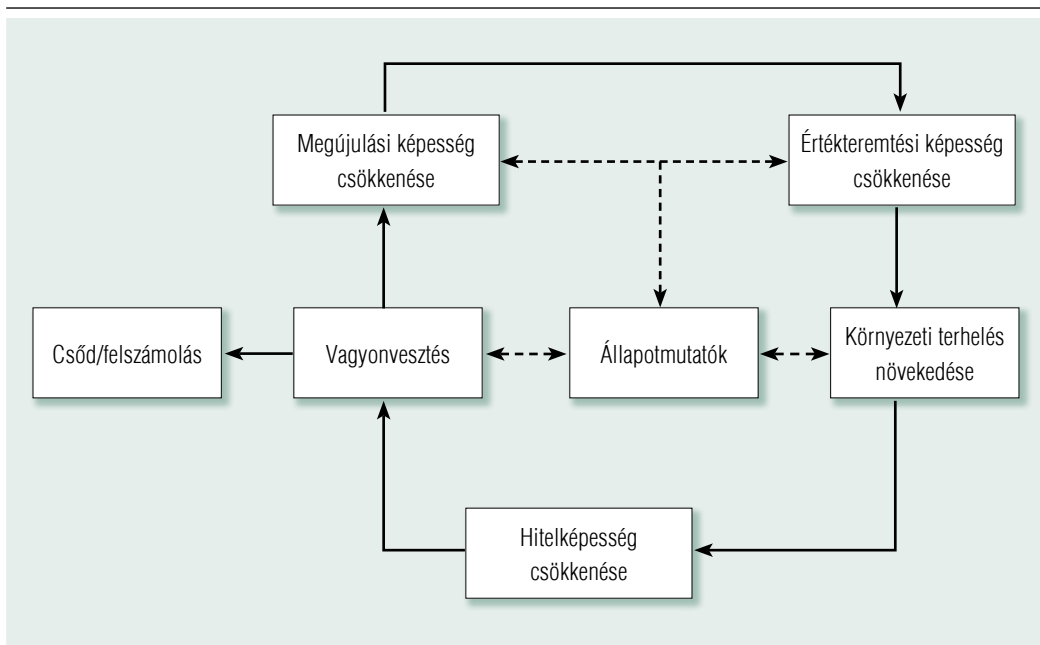 Megújulási képesség
csökkenése
Értékteremtési képesség
csökkenése
Csőd/felszámolás
Vagyonvesztés
Állapotmutatók
Környezeti terhelés
növekedése
Hitelképesség
csökkenése